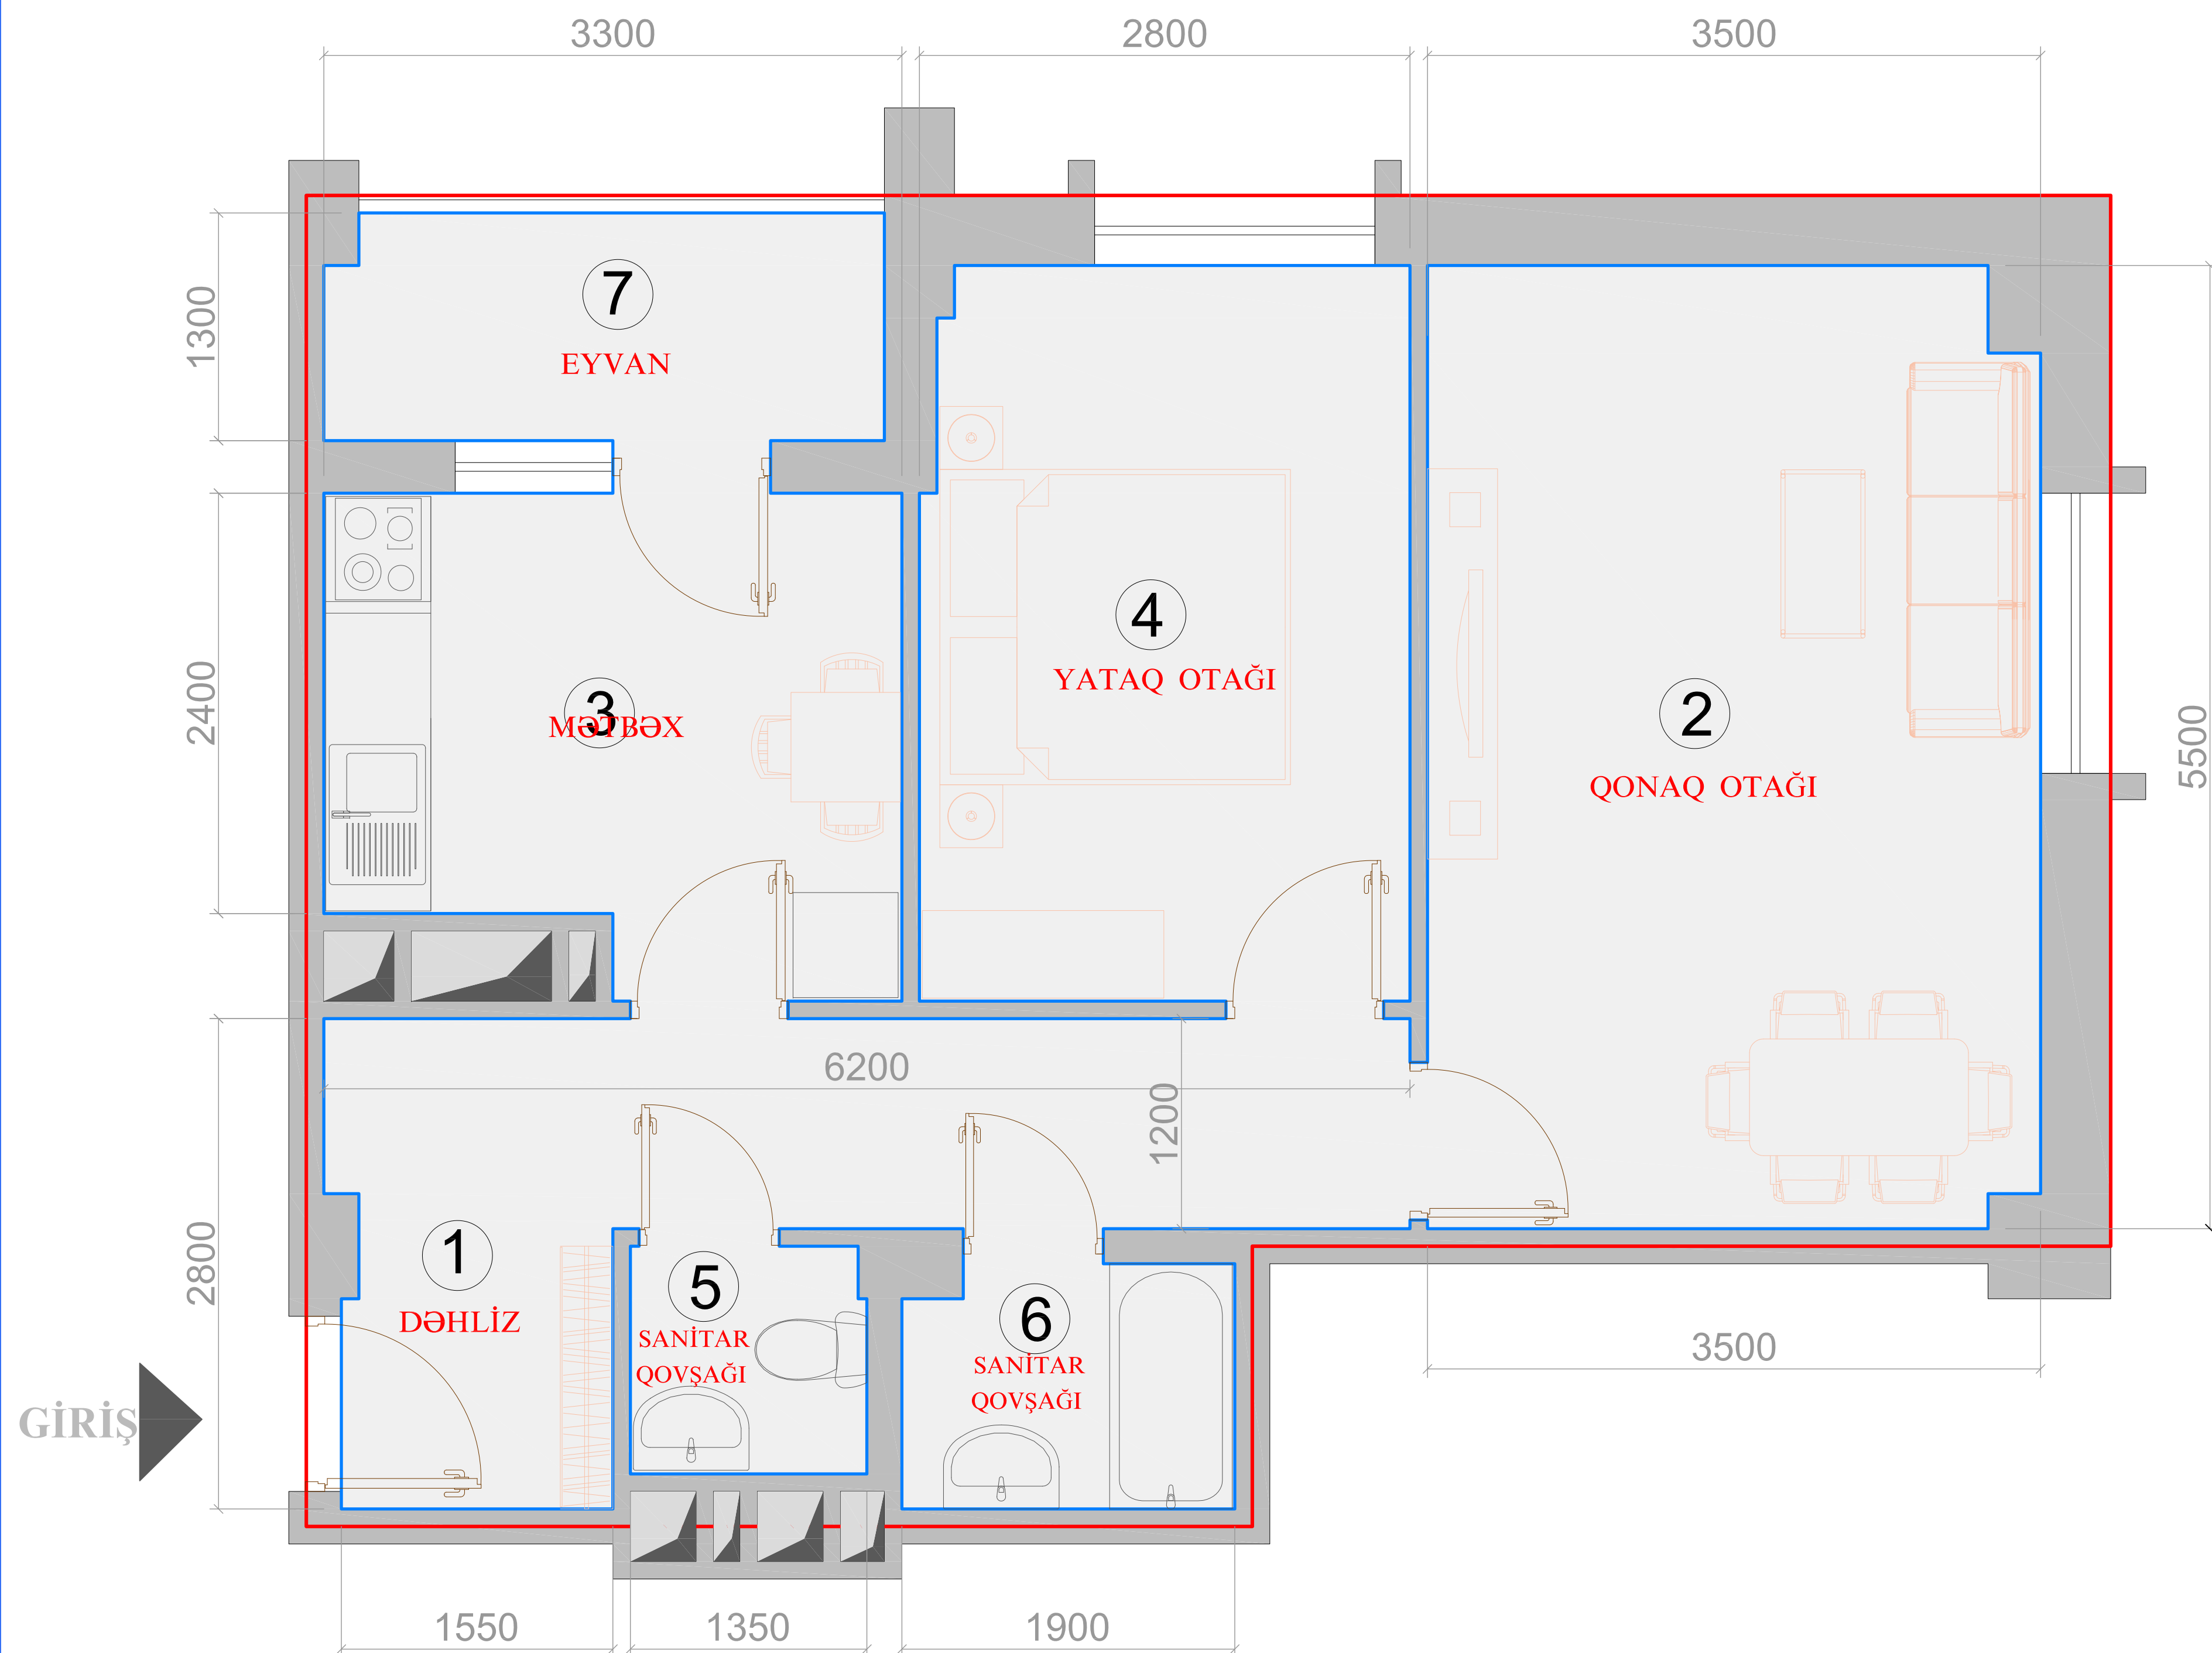 3300
2800
3500
7
EYVAN
1300
4
YATAQ OTAĞI
3
MƏTBƏX
2400
2
QONAQ OTAĞI
5500
6200
1200
1
DƏHLİZ
2800
5
SANİTAR
QOVŞAĞI
6
SANİTAR
QOVŞAĞI
3500
GİRİŞ
1550
1350
1900